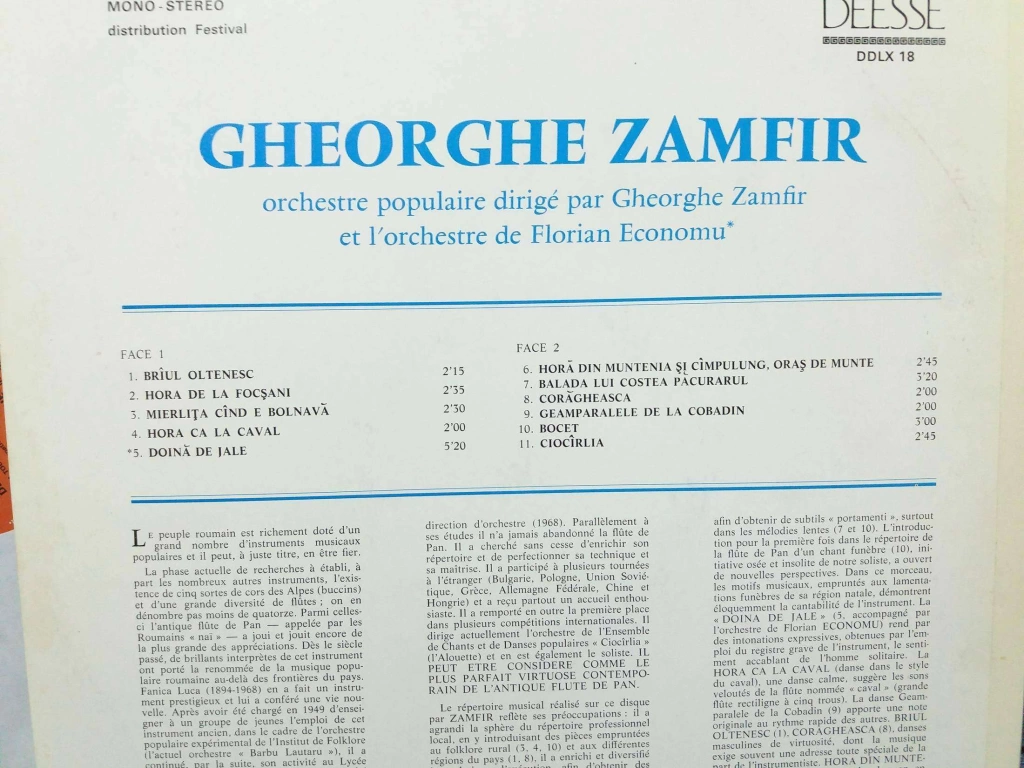 MONO - STEREO
distribution Festival
DEESSE
DDLX 18
GHEORGHE ZAMFIR
orchestre populaire dirigé par Gheorghe Zamfir
et l'orchestre de Florian Economu*
FACE 1
1. BRÎUL OLTENESC 2'15
2. HORA DE LA FOCŞANI 2'35
3. MIERLIŢA CÎND E BOLNAVĂ 2'30
4. HORA CA LA CAVAL 2'00
*5. DOINĂ DE JALE 5'20
FACE 2
6. HORĂ DIN MUNTENIA ŞI CÎMPULUNG, ORAŞ DE MUNTE 2'45
7. BALADA LUI COSTEA PĂCURARUL 3'20
8. CORĂGHEASCA 2'00
9. GEAMPARALELE DE LA COBADIN 2'00
10. BOCET 3'00
11. CIOCÎRLIA 2'45
LE peuple roumain est richement doté d'un
grand nombre d'instruments musicaux
populaires et il peut, à juste titre, en être fier.
La phase actuelle de recherches à établi, à
part les nombreux autres instruments, l'exis-
tence de cinq sortes de cors des Alpes (buccins)
et d'une grande diversité de flûtes ; on en
dénombre pas moins de quatorze. Parmi celles-
ci l'antique flûte de Pan — appelée par les
Roumains « nai » — a joui et jouit encore de
la plus grande des appréciations. Dès le siècle
passé, de brillants interprètes de cet instrument
ont porté la renommée de la musique popu-
laire roumaine au-delà des frontières du pays.
Fanica Luca (1894-1968) en a fait un instru-
ment prestigieux et lui a conféré une vie nou-
velle. Après avoir été chargé en 1949 d'ensei-
gner à un groupe de jeunes l'emploi de cet
instrument ancien, dans le cadre de l'orchestre
populaire expérimental de l'Institut de Folklore
(l'actuel orchestre « Barbu Lautaru »), il a
continué, par la suite, son activité au Lycée
direction d'orchestre (1968). Parallèlement à
ses études il n'a jamais abandonné la flûte de
Pan. Il a cherché sans cesse d'enrichir son
répertoire et de perfectionner sa technique et
sa maîtrise. Il a participé à plusieurs tournées
à l'étranger (Bulgarie, Pologne, Union Sovié-
tique, Grèce, Allemagne Fédérale, Chine et
Hongrie) et a reçu partout un accueil enthou-
siaste. Il a remporté en outre la première place
dans plusieurs compétitions internationales. Il
dirige actuellement l'orchestre de l'Ensemble
de Chants et de Danses populaires « Ciocîrlia »
(l'Alouette) et en est également le soliste. IL
PEUT ETRE CONSIDERE COMME LE
PLUS PARFAIT VIRTUOSE CONTEMPO-
RAIN DE L'ANTIQUE FLUTE DE PAN.
Le répertoire musical réalisé sur ce disque
par ZAMFIR reflète ses préoccupations : il a
agrandi la sphère du répertoire professionnel
local, en y introduisant des pièces empruntées
au folklore rural (3, 4, 10) et aux différentes
régions du pays (1, 8), il a enrichi et diversifié
afin d'obtenir des
afin d'obtenir de subtils « portamenti », surtout
dans les mélodies lentes (7 et 10). L'introduc-
tion pour la première fois dans le répertoire de
la flûte de Pan d'un chant funèbre (10), ini-
tiative osée et insolite de notre soliste, a ouvert
de nouvelles perspectives. Dans ce morceau,
les motifs musicaux, empruntés aux lamenta-
tions funèbres de sa région natale, démontrent
éloquemment la cantabilité de l'instrument. La
« DOINA DE JALE » (5, accompagné par
l'orchestre de Florian ECONOMU) rend par
des intonations expressives, obtenues par l'em-
ploi du registre grave de l'instrument, le senti-
ment accablant de l'homme solitaire. La
HORA CA LA CAVAL (danse dans le style
du caval), une danse calme, suggère les sons
veloutés de la flûte nommée « caval » (grande
flûte rectiligne à cinq trous). La danse Geam-
paralele de la Cobadin (9) apporte une note
originale au rythme rapide des autres. BRIUL
OLTENESC (1), CORAGHEASCA (8), danses
masculines de virtuosité, dont la musique
exige souvent une adresse toute spéciale de la
part de l'instrumentiste. HORA DIN MUNTE-